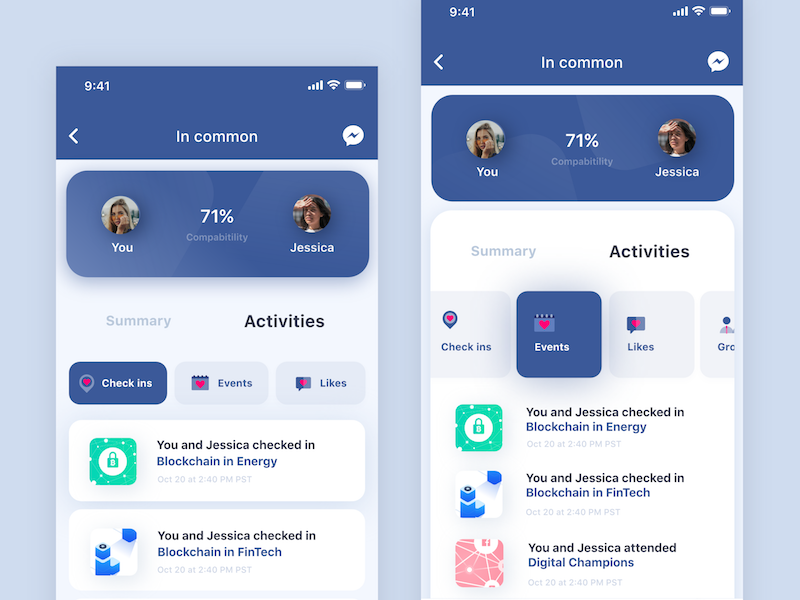 9:41
In common
71%
Compabitility
You
Jessica
Summary
Activities
Check ins
Events
Likes
You and Jessica checked in
Blockchain in Energy
Oct 20 at 2:40 PM PST
You and Jessica checked in
Blockchain in FinTech
Oct 20 at 2:40 PM PST
9:41
In common
71%
Compabitility
You
Jessica
Summary
Activities
Check ins
Events
Likes
Gro
You and Jessica checked in
Blockchain in Energy
Oct 20 at 2:40 PM PST
You and Jessica checked in
Blockchain in FinTech
Oct 20 at 2:40 PM PST
You and Jessica attended
Digital Champions
Oct 20 at 2:40 PM PST